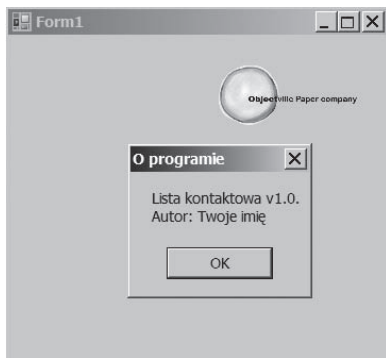 Form1
Objectville Paper company
O programie
Lista kontaktowa v1.0.
Autor: Twoje imię
OK